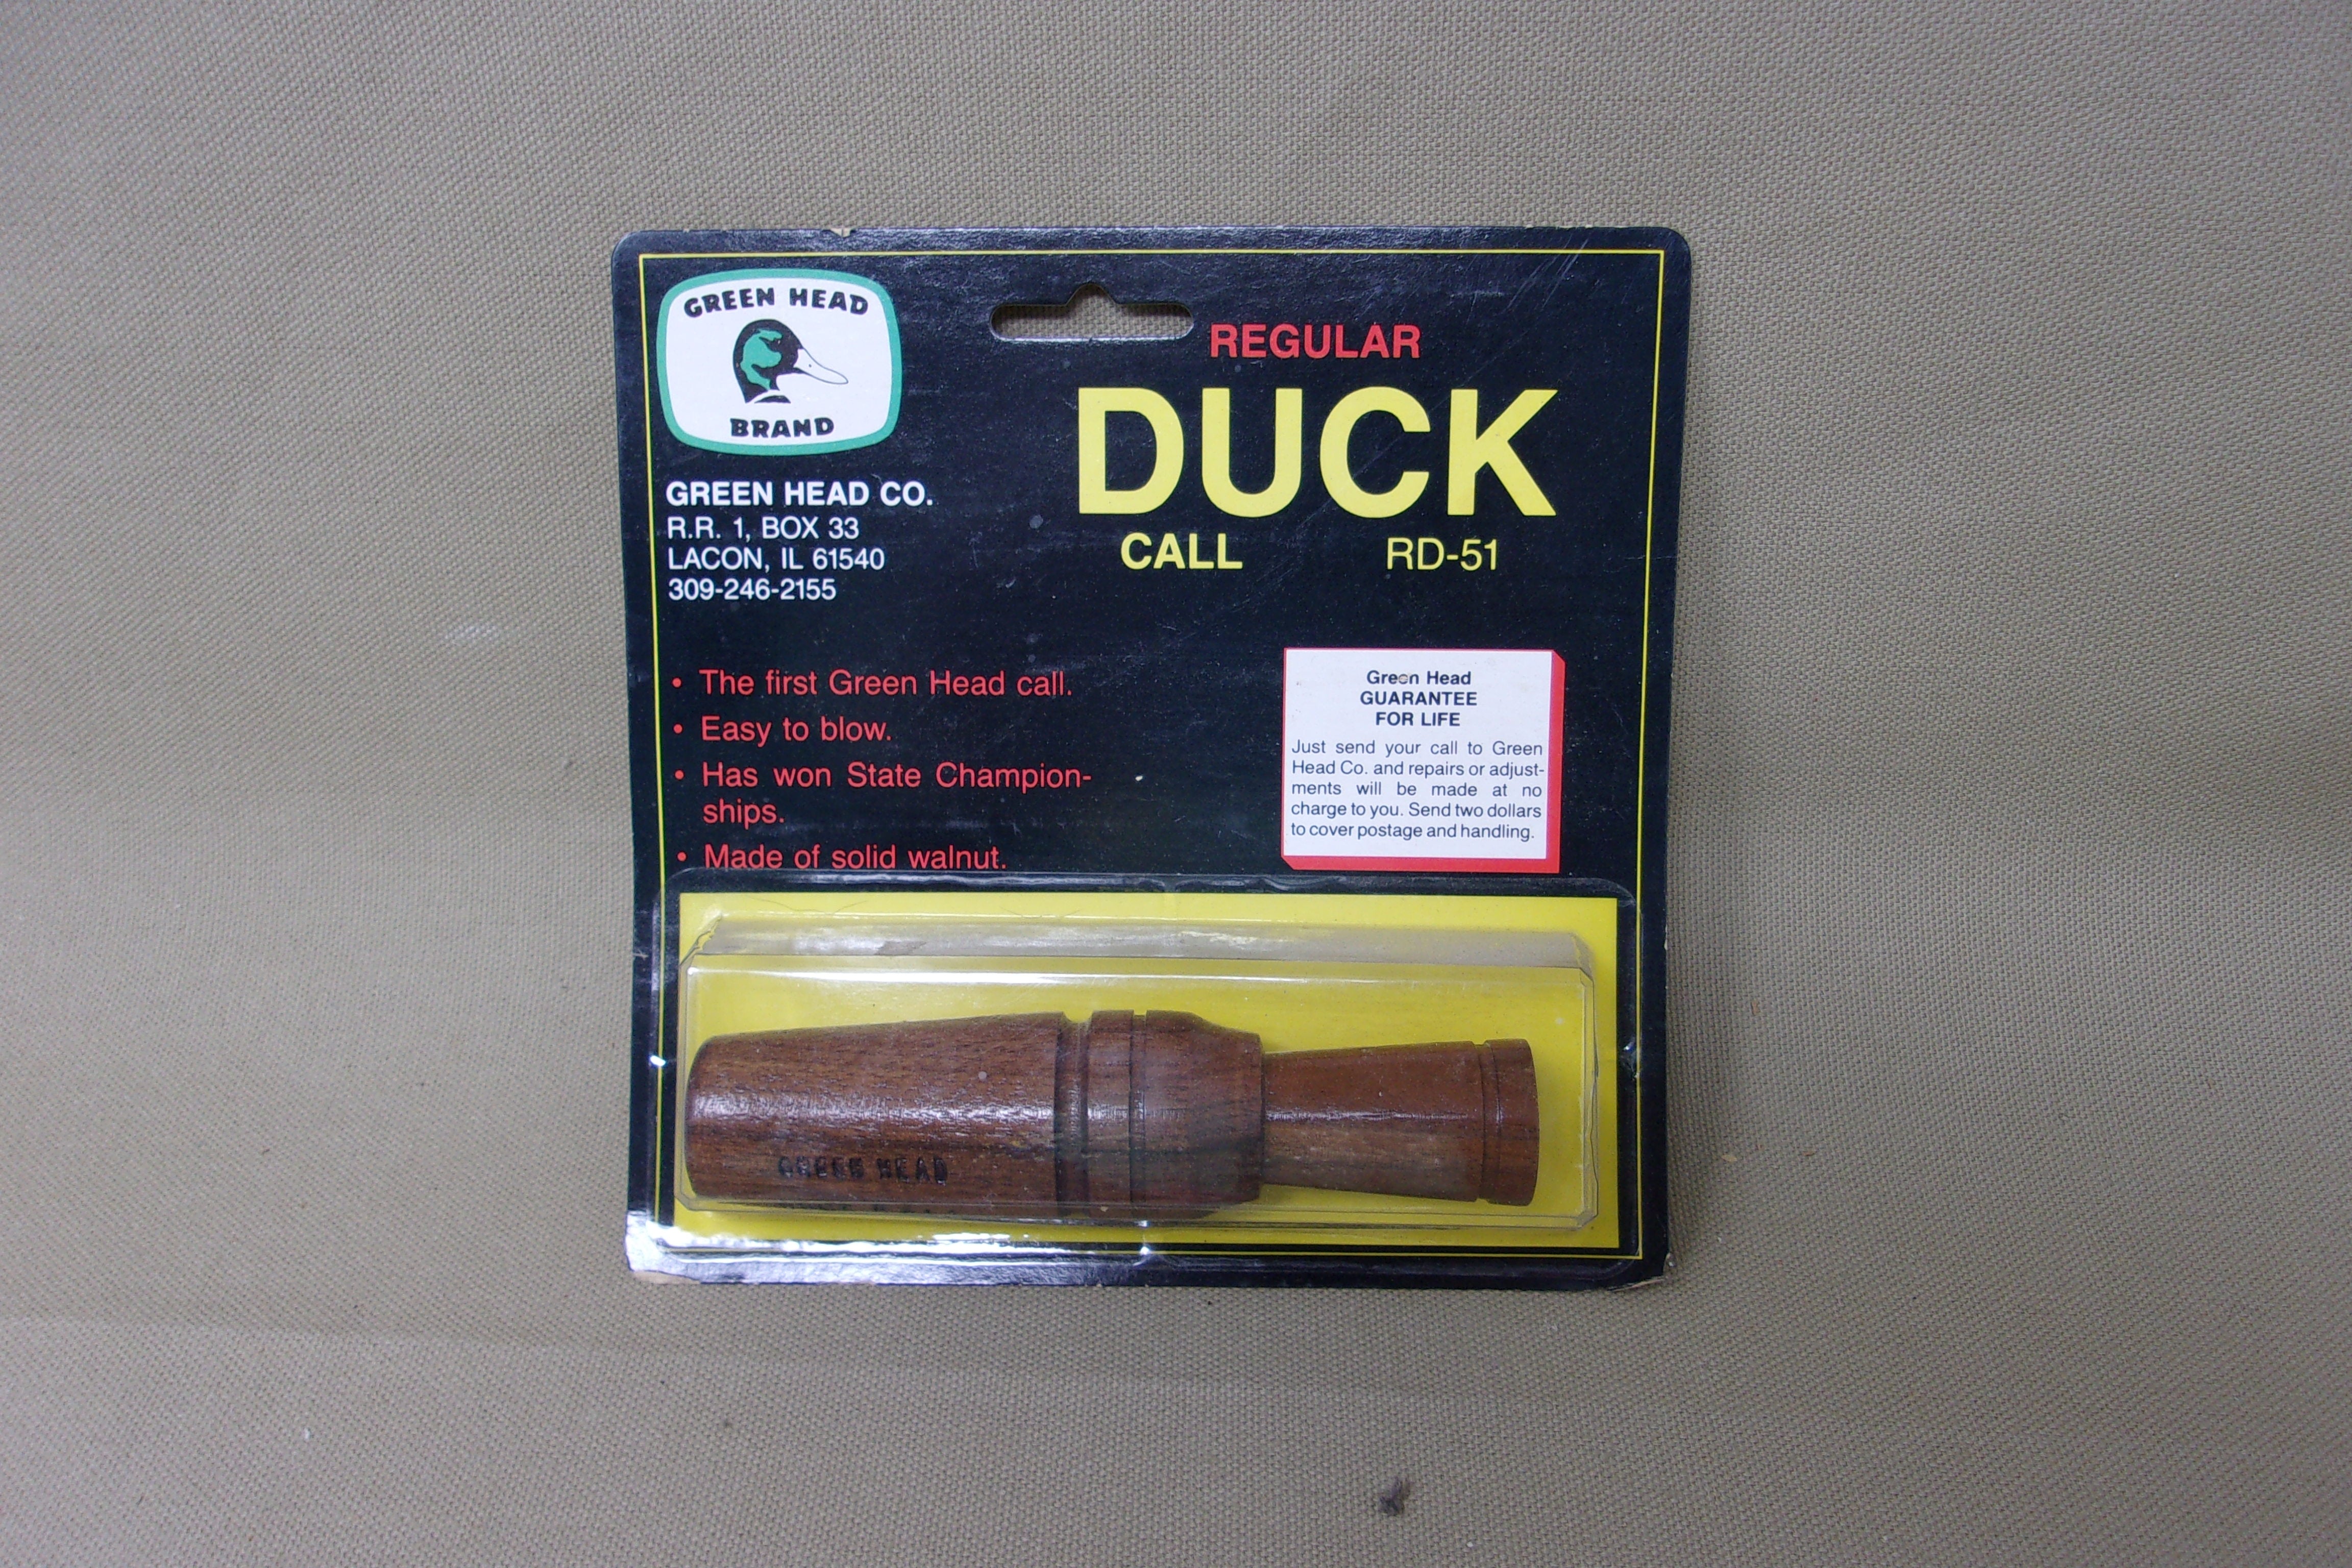 GREEN HEAD
BRAND
GREEN HEAD CO.
R.R. 1, BOX 33
LACON, IL 61540
309-246-2155
REGULAR
DUCK
CALL RD-51
• The first Green Head call.
• Easy to blow.
• Has won State Champion-
ships.
• Made of solid walnut.
Green Head
GUARANTEE
FOR LIFE
Just send your call to Green
Head Co. and repairs or adjust-
ments will be made at no
charge to you. Send two dollars
to cover postage and handling.
GREEN HEAD